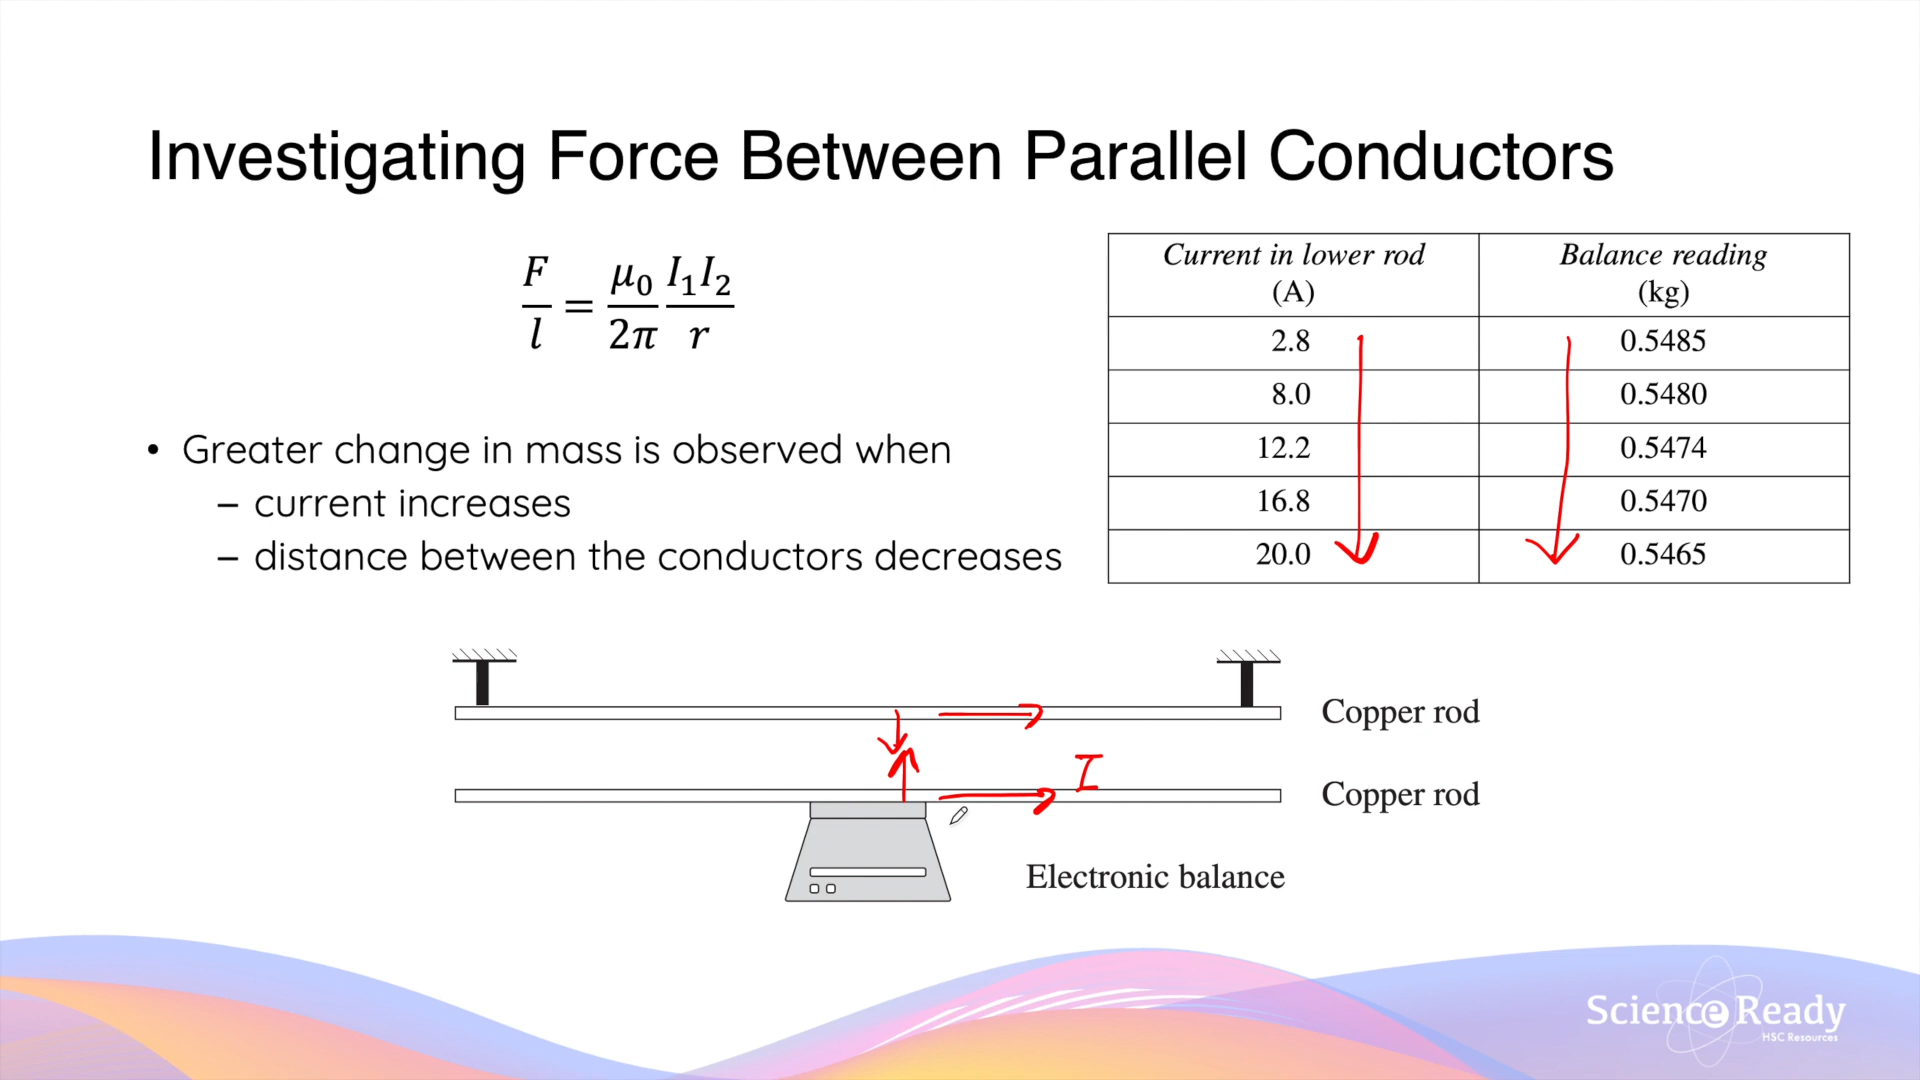 Investigating Force Between Parallel Conductors
F/l = μ₀/2π I₁I₂/r
• Greater change in mass is observed when
– current increases
– distance between the conductors decreases
Current in lower rod (A) Balance reading (kg)
2.8 0.5485
8.0 0.5480
12.2 0.5474
16.8 0.5470
20.0 0.5465
Copper rod
I
Copper rod
Electronic balance
Science Ready
HSC Resources